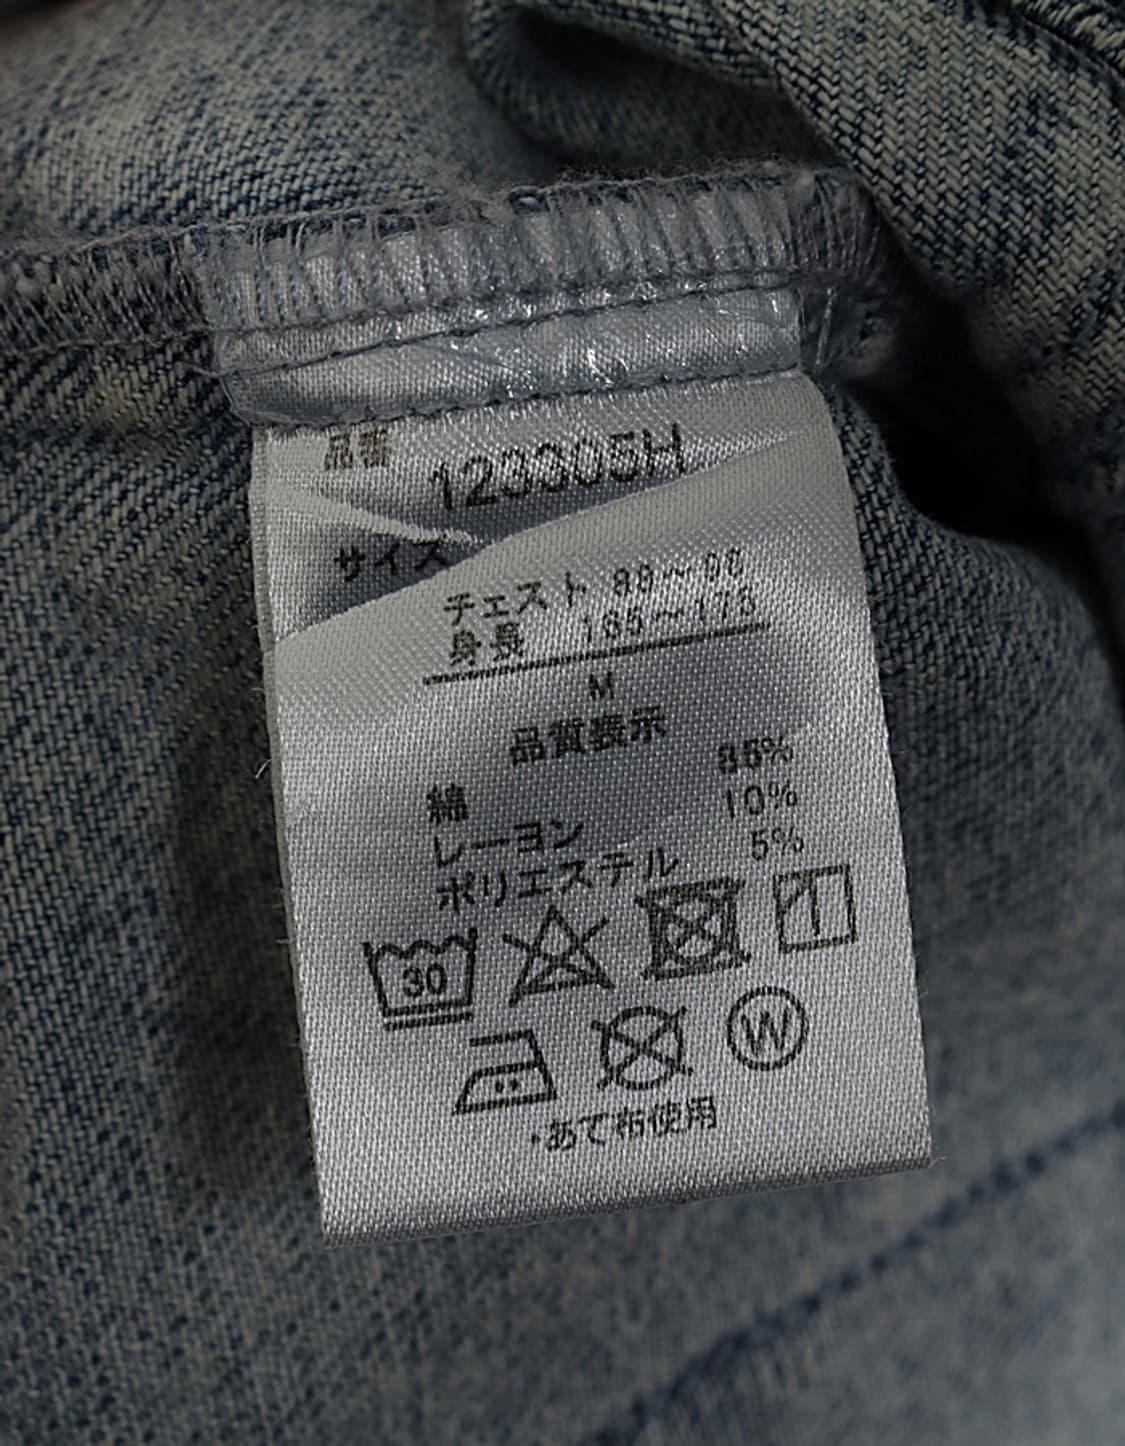 品番
123305H
サイズ
チェスト 88～96
身長 165～175
M
品質表示
綿 85%
レーヨン 10%
ポリエステル 5%
30
W
・あて布使用